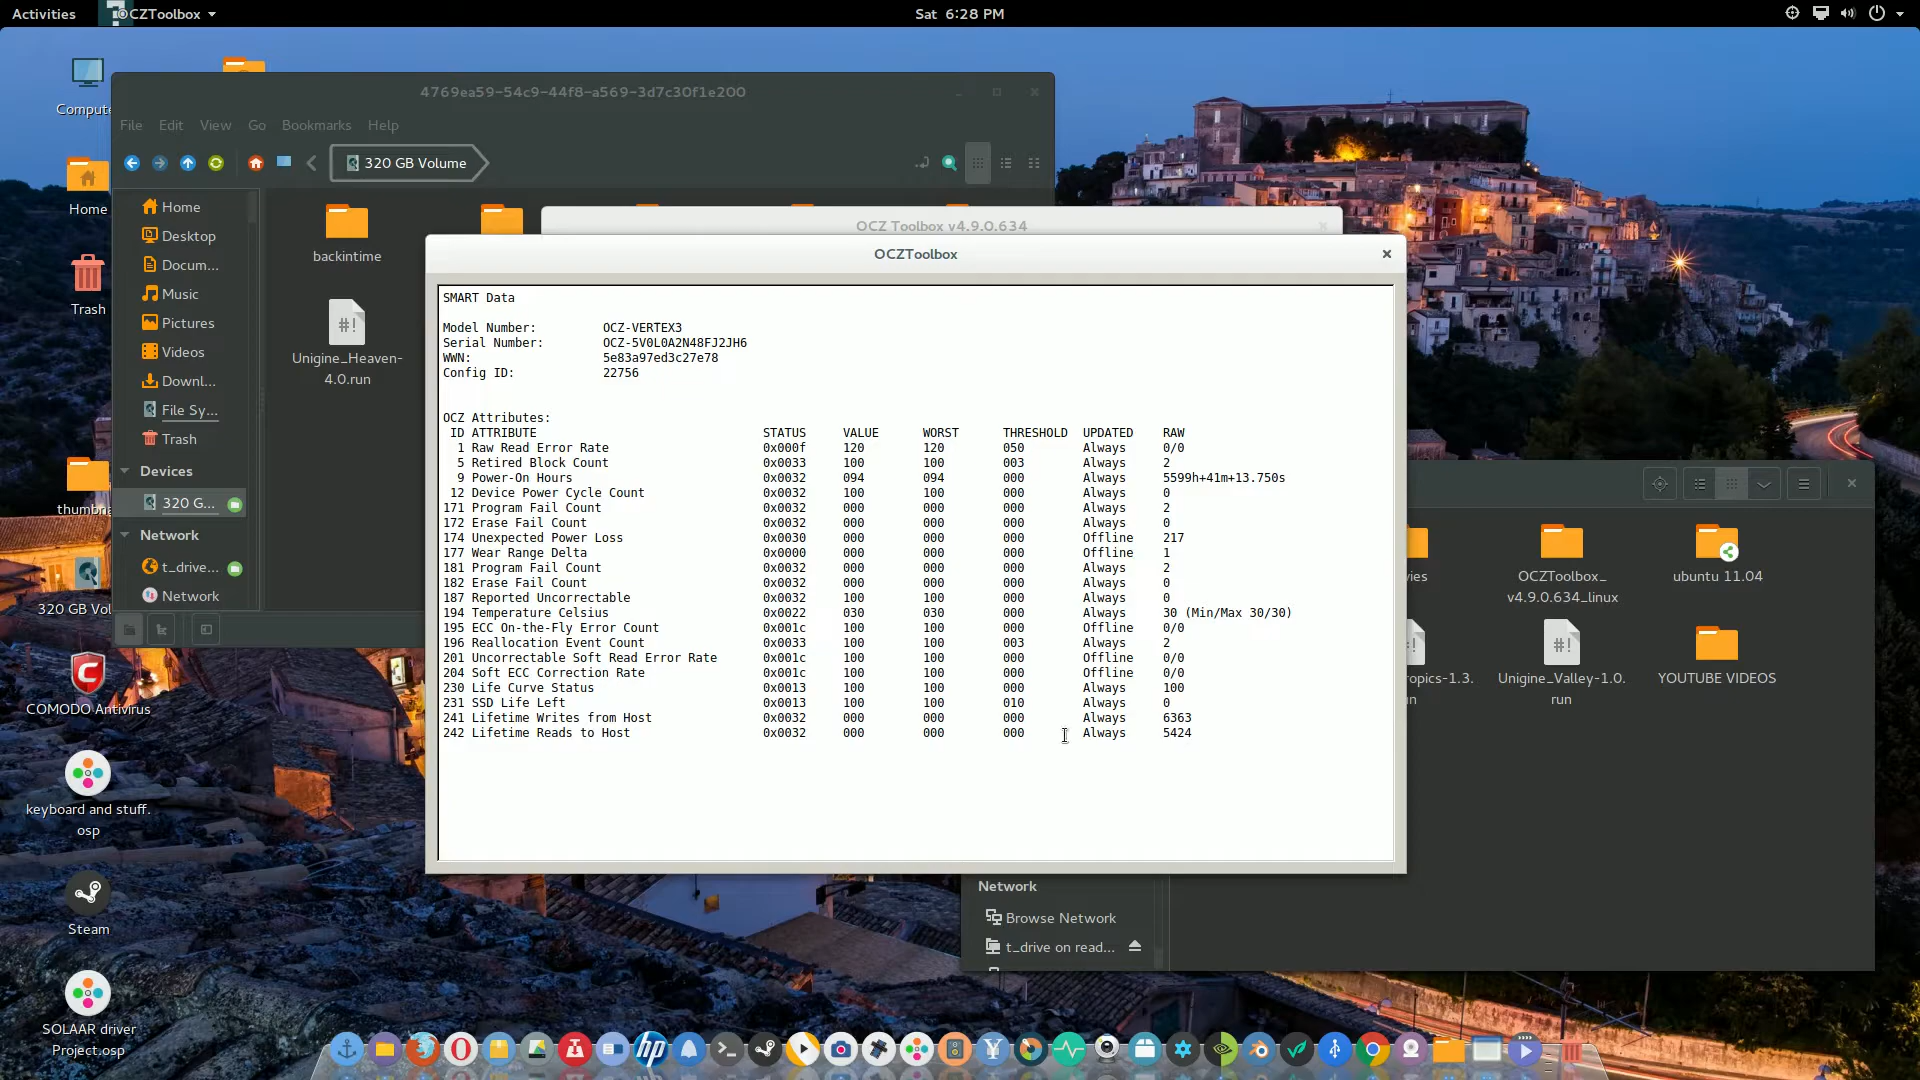 Activities
OCZToolbox
Sat 6:28 PM
Home
Trash
320 GB Vol
COMODO Antivirus
keyboard and stuff.
osp
Steam
SOLAAR driver
Project.osp
4769ea59-54c9-44f8-a569-3d7c30f1e200
File Edit View Go Bookmarks Help
320 GB Volume
Home
Desktop
Docum...
Music
Pictures
Videos
Downl...
File Sy...
Trash
Devices
320 G...
Network
t_drive...
Network
backintime
Unigine_Heaven-
4.0.run
OCZ Toolbox v4.9.0.634
OCZToolbox
SMART Data
Model Number: OCZ-VERTEX3
Serial Number: OCZ-5V0L0A2N48FJ2JH6
WWN: 5e83a97ed3c27e78
Config ID: 22756
OCZ Attributes:
ID ATTRIBUTE STATUS VALUE WORST THRESHOLD UPDATED RAW
1 Raw Read Error Rate 0x000f 120 120 050 Always 0/0
5 Retired Block Count 0x0033 100 100 003 Always 2
9 Power-On Hours 0x0032 094 094 000 Always 5599h+41m+13.750s
12 Device Power Cycle Count 0x0032 100 100 000 Always 0
171 Program Fail Count 0x0032 000 000 000 Always 2
172 Erase Fail Count 0x0032 000 000 000 Always 0
174 Unexpected Power Loss 0x0030 000 000 000 Offline 217
177 Wear Range Delta 0x0000 000 000 000 Offline 1
181 Program Fail Count 0x0032 000 000 000 Always 2
182 Erase Fail Count 0x0032 000 000 000 Always 0
187 Reported Uncorrectable 0x0032 100 100 000 Always 0
194 Temperature Celsius 0x0022 030 030 000 Always 30 (Min/Max 30/30)
195 ECC On-the-Fly Error Count 0x001c 100 100 000 Offline 0/0
196 Reallocation Event Count 0x0033 100 100 003 Always 2
201 Uncorrectable Soft Read Error Rate 0x001c 100 100 000 Offline 0/0
204 Soft ECC Correction Rate 0x001c 100 100 000 Offline 0/0
230 Life Curve Status 0x0013 100 100 000 Always 100
231 SSD Life Left 0x0013 100 100 010 Always 0
241 Lifetime Writes from Host 0x0032 000 000 000 Always 6363
242 Lifetime Reads to Host 0x0032 000 000 000 Always 5424
OCZToolbox_
v4.9.0.634_linux
ubuntu 11.04
opics-1.3.
Unigine_Valley-1.0.
run
YOUTUBE VIDEOS
Network
Browse Network
t_drive on read...
hp